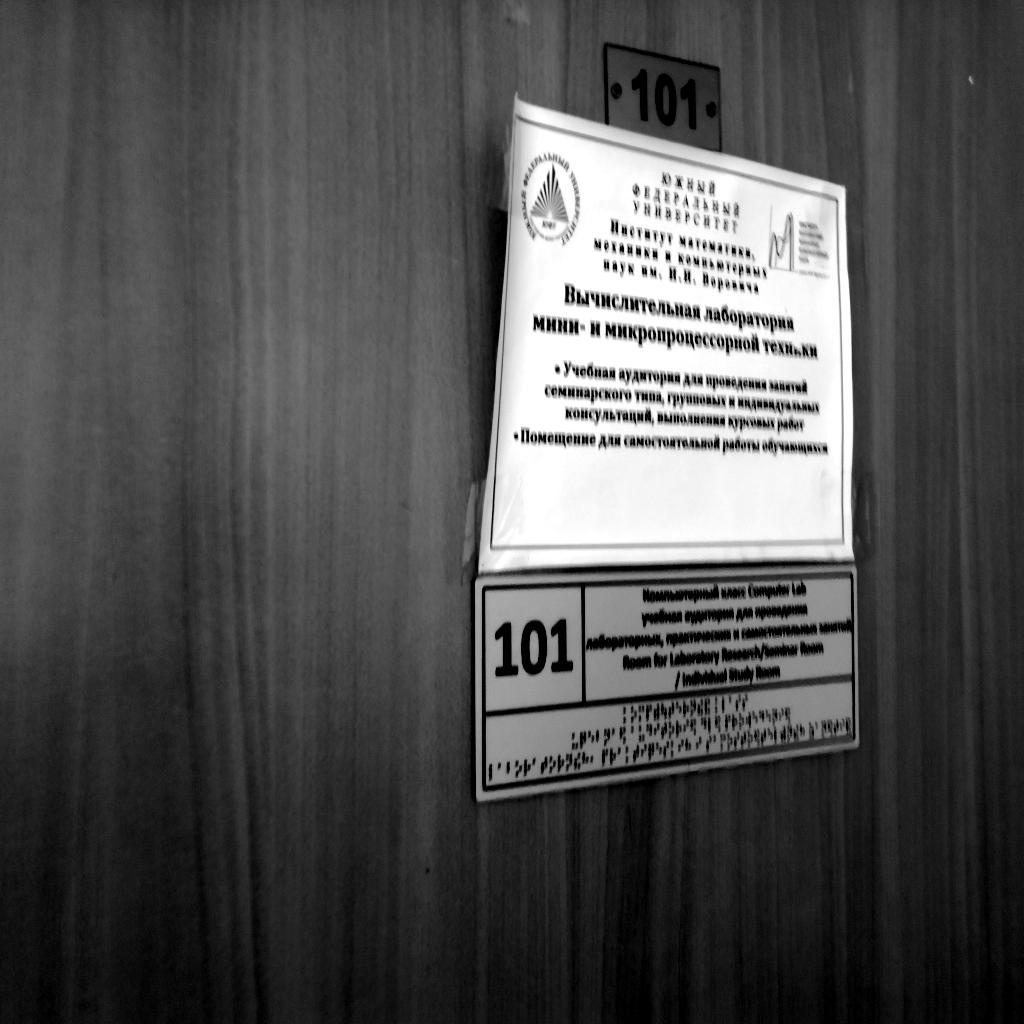 101
ЮЖНЫЙ ФЕДЕРАЛЬНЫЙ УНИВЕРСИТЕТ
ЮЖНЫЙ
ФЕДЕРАЛЬНЫЙ
УНИВЕРСИТЕТ
Институт математики,
механики и компьютерных
наук им. И.И. Воровича
Вычислительная лаборатория
мини- и микропроцессорной техники
• Учебная аудитория для проведения занятий
семинарского типа, групповых и индивидуальных
консультаций, выполнения курсовых работ
• Помещение для самостоятельной работы обучающихся
101
Компьютерный класс Computer Lab
учебная аудитория для проведения
лабораторных, практических и самостоятельных занятий
Room for Laboratory Research/Seminar Room
/ Individual Study Room